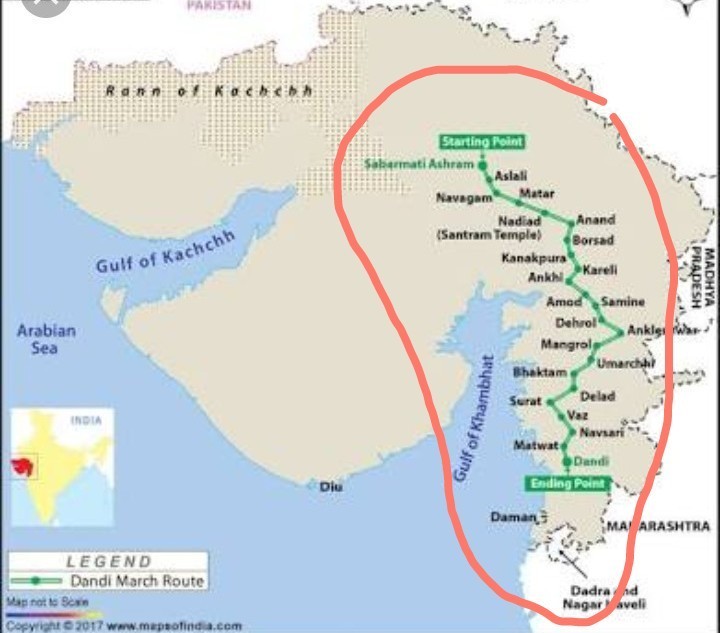 PAKISTAN
Rann of Kachchh
Starting Point
Sabarmati Ashram
Aslali
Navagam
Matar
Nadiad
(Santram Temple)
Anand
Borsad
Kanakpura
Kareli
Ankhi
Amod
Samine
Dehrol
Ankleshwar
Mangrol
Umarchhi
Bhaktam
Delad
Surat
Vaz
Navsari
Matwat
Dandi
Ending Point
Gulf of Kachchh
Arabian
Sea
Gulf of Khambhat
MADHYA
PRADESH
INDIA
Diu
Daman
MAHARASHTRA
Dadra and
Nagar Haveli
LEGEND
Dandi March Route
Map not to Scale
Copyright © 2017 www.mapsofindia.com